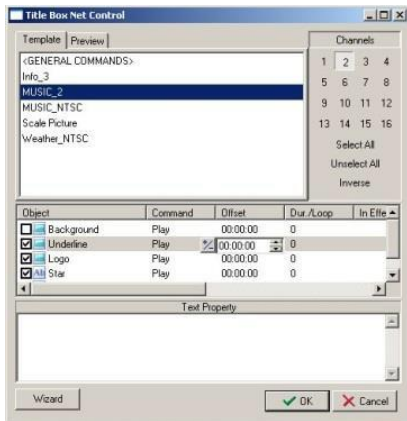 Title Box Net Control
Template Preview
Channels
<GENERAL COMMANDS>
Info_3
MUSIC_2
MUSIC_NTSC
Scale Picture
Weather_NTSC
1 2 3 4
5 6 7 8
9 10 11 12
13 14 15 16
Select All
Unselect All
Inverse
Object Command Offset Dur./Loop In Effe
Background Play 00:00:00 0
Underline Play +/- 00:00:00 0
Logo Play 00:00:00 0
Ab Star Play 00:00:00 0
Text Property
Wizard OK Cancel